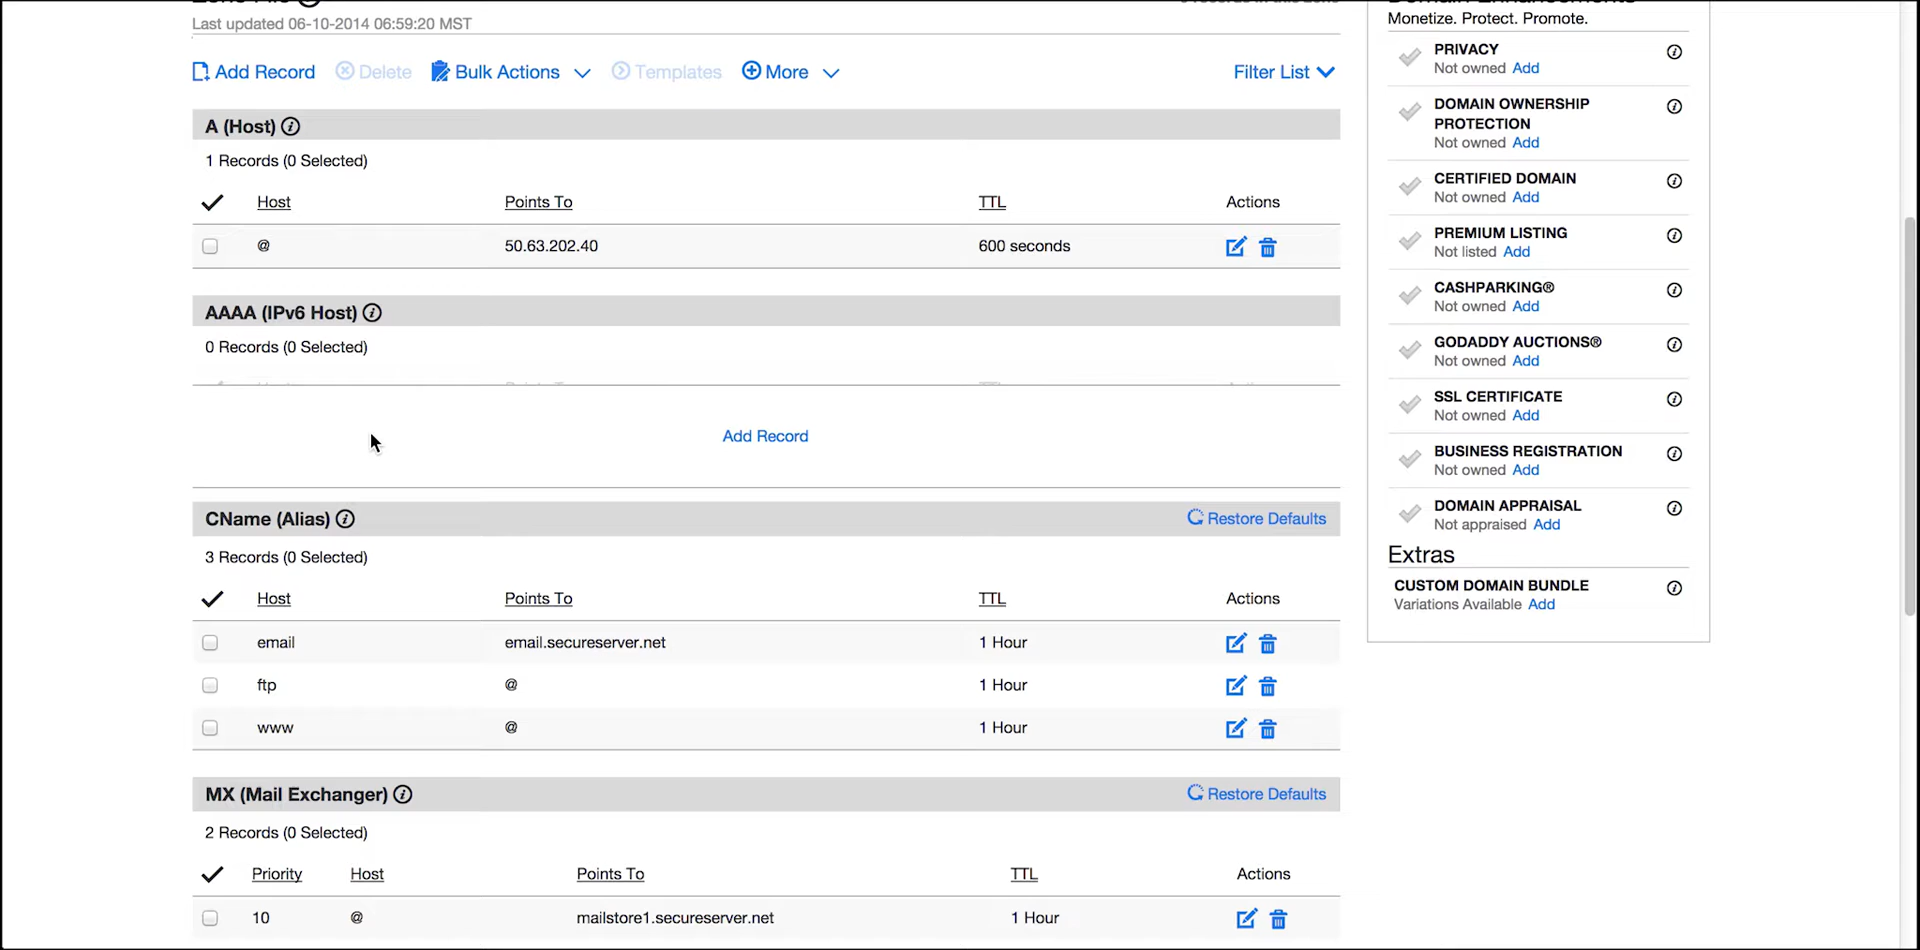 Last updated 06-10-2014 06:59:20 MST
Add Record Delete Bulk Actions Templates More Filter List
A (Host)
1 Records (0 Selected)
Host Points To TTL Actions
@ 50.63.202.40 600 seconds
AAAA (IPv6 Host)
0 Records (0 Selected)
Add Record
CName (Alias) Restore Defaults
3 Records (0 Selected)
Host Points To TTL Actions
email email.secureserver.net 1 Hour
ftp @ 1 Hour
www @ 1 Hour
MX (Mail Exchanger) Restore Defaults
2 Records (0 Selected)
Priority Host Points To TTL Actions
10 @ mailstore1.secureserver.net 1 Hour
Monetize. Protect. Promote.
PRIVACY
Not owned Add
DOMAIN OWNERSHIP
PROTECTION
Not owned Add
CERTIFIED DOMAIN
Not owned Add
PREMIUM LISTING
Not listed Add
CASHPARKING®
Not owned Add
GODADDY AUCTIONS®
Not owned Add
SSL CERTIFICATE
Not owned Add
BUSINESS REGISTRATION
Not owned Add
DOMAIN APPRAISAL
Not appraised Add
Extras
CUSTOM DOMAIN BUNDLE
Variations Available Add